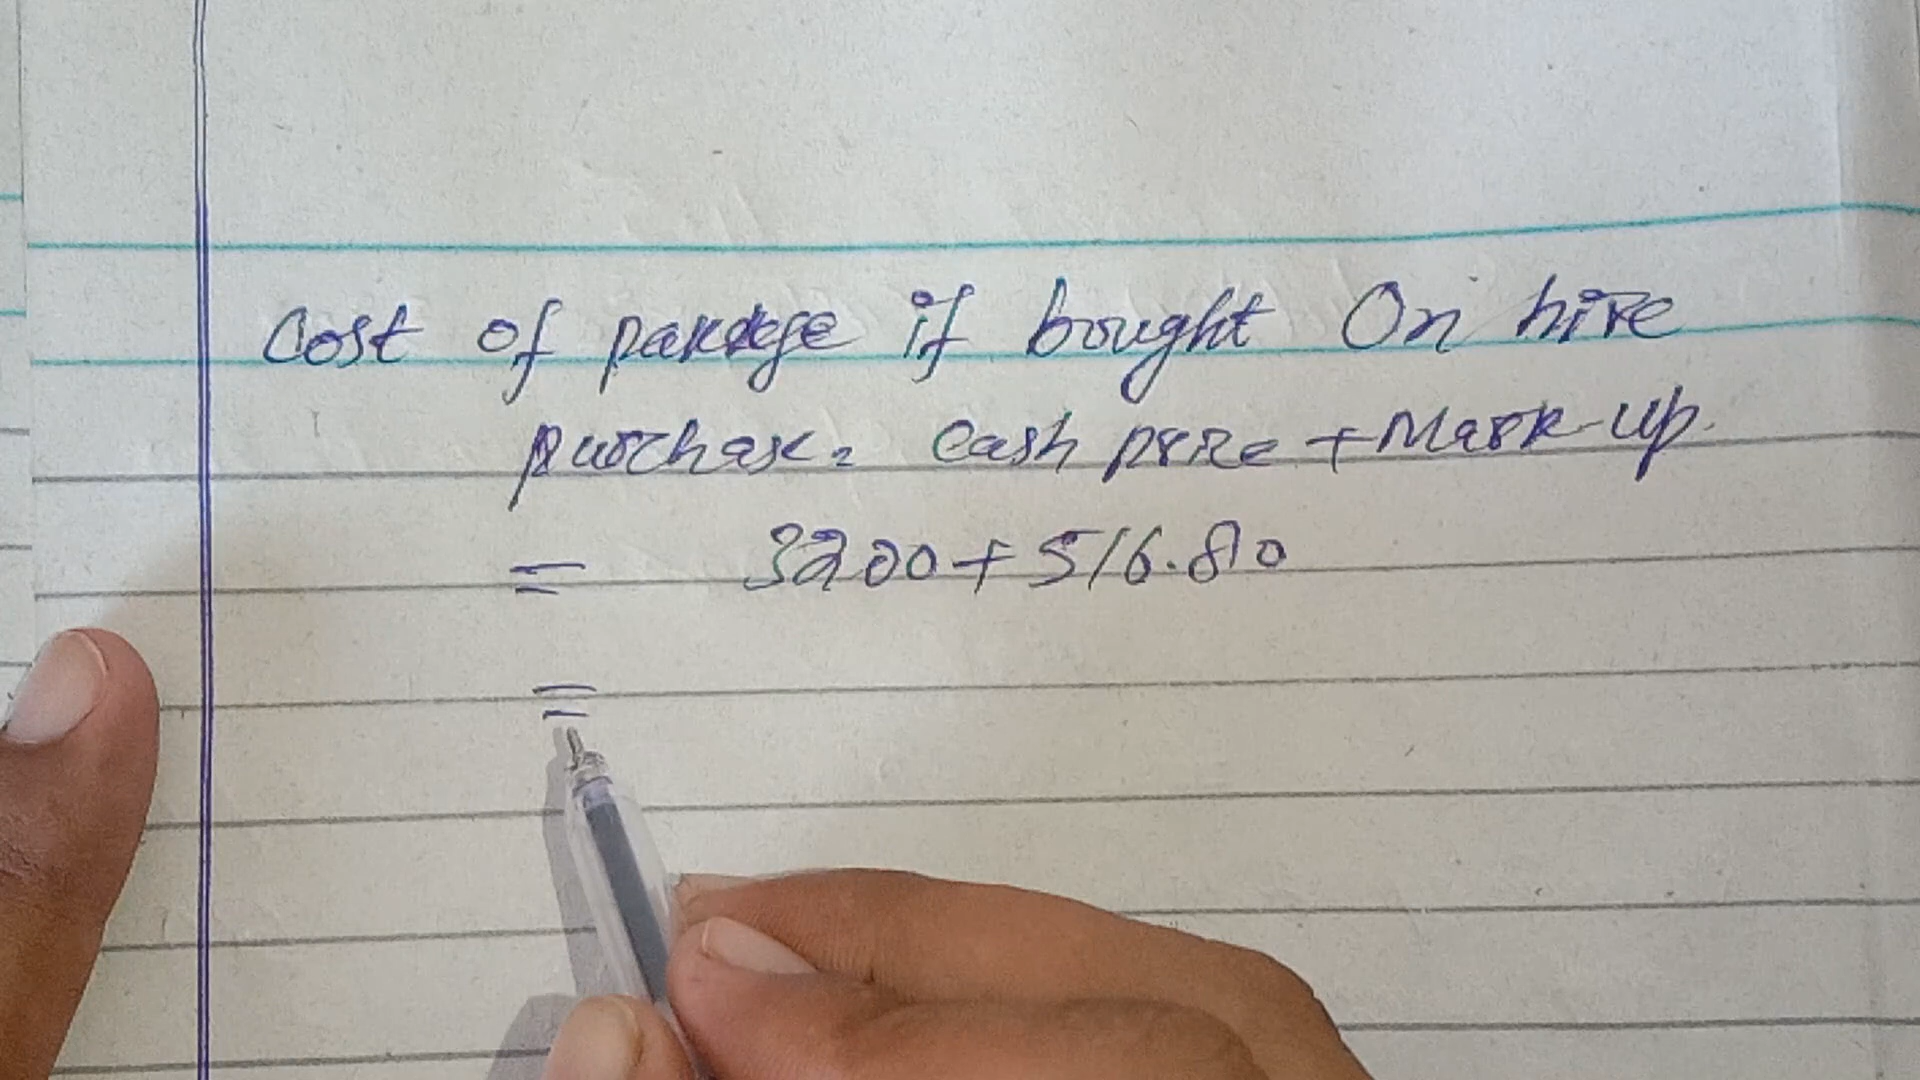 Cost of package if bought On hire
purchase = Cash price + Mark-up.
= 3200 + 516.80
=